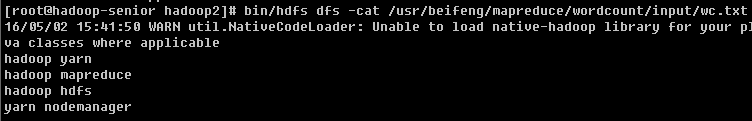 [root@hadoop-senior hadoop2]# bin/hdfs dfs -cat /usr/beifeng/mapreduce/wordcount/input/wc.txt
16/05/02 15:41:50 WARN util.NativeCodeLoader: Unable to load native-hadoop library for your pl
va classes where applicable
hadoop yarn
hadoop mapreduce
hadoop hdfs
yarn nodemanager